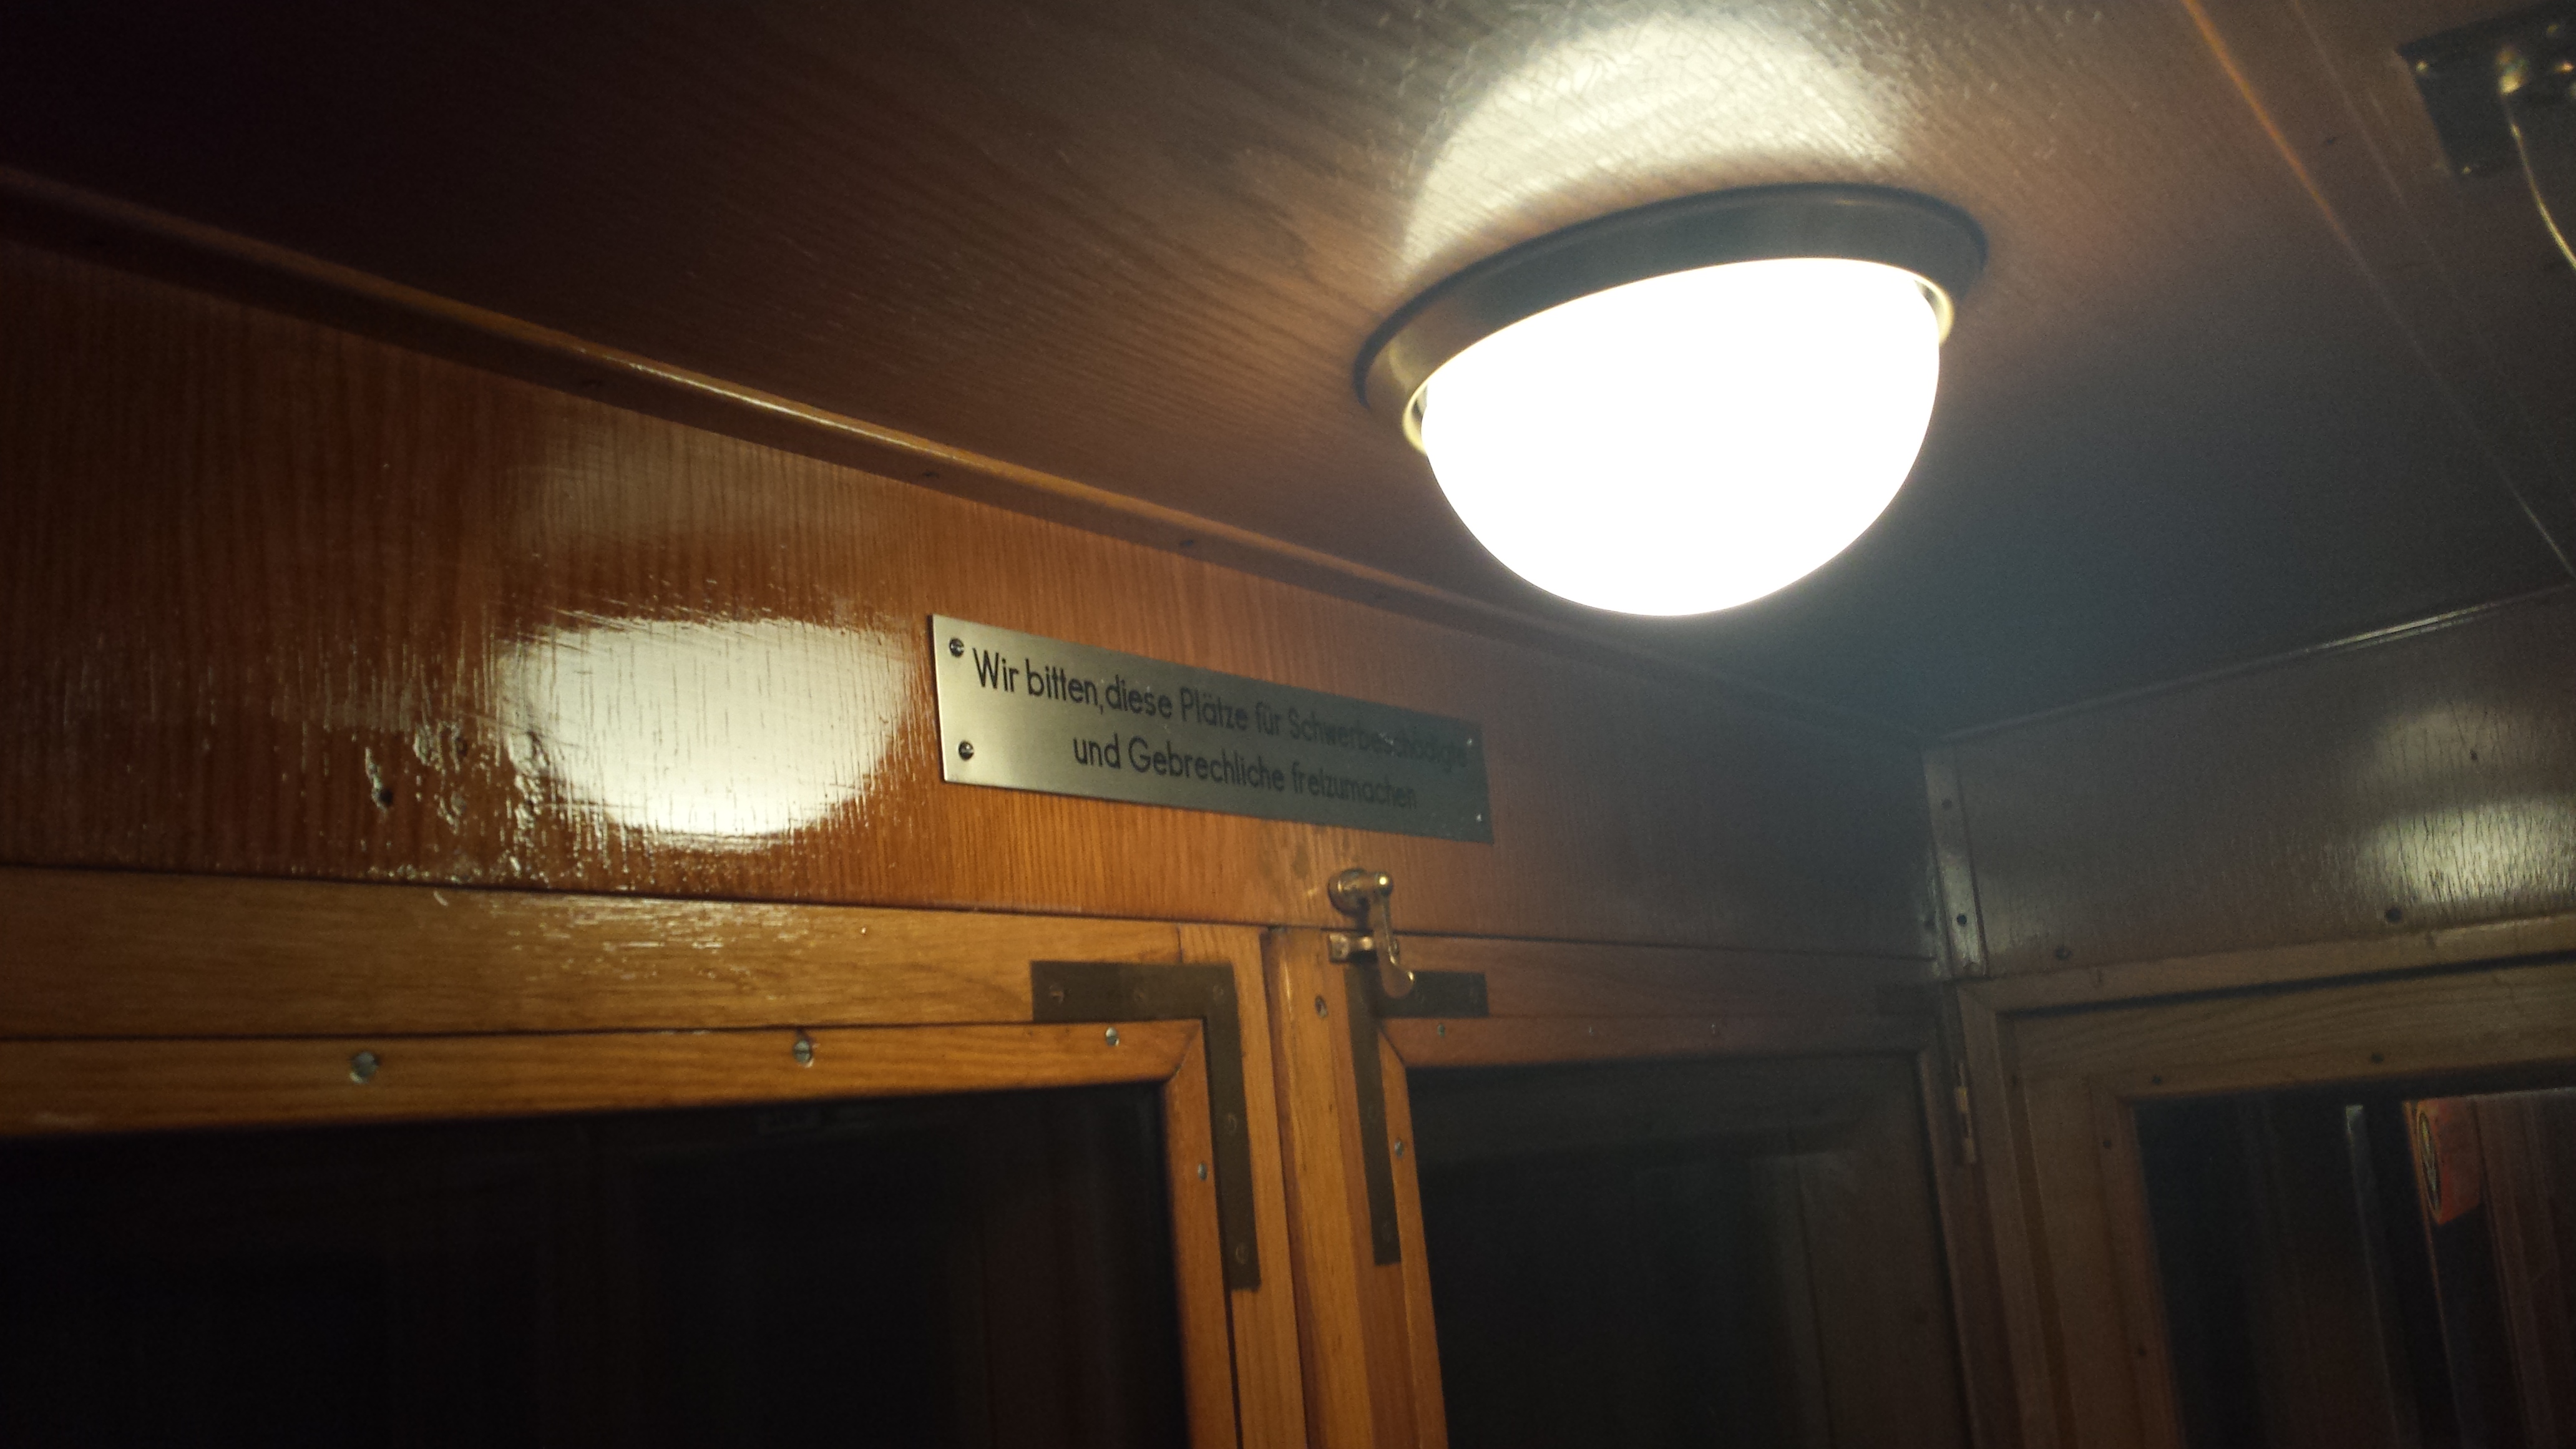 Wir bitten, diese Plätze für Schwerbeschädigte
und Gebrechliche freizumachen